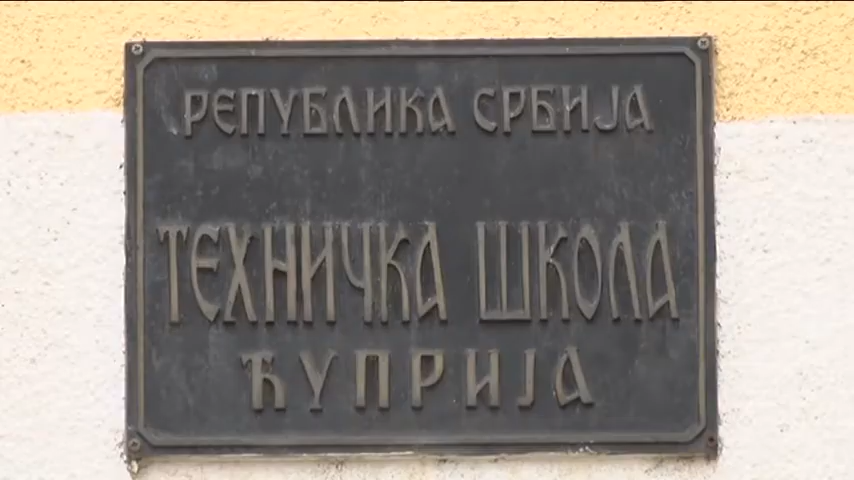 РЕПУБЛИКА СРБИЈА
ТЕХНИЧКА ШКОЛА
ЋУПРИЈА